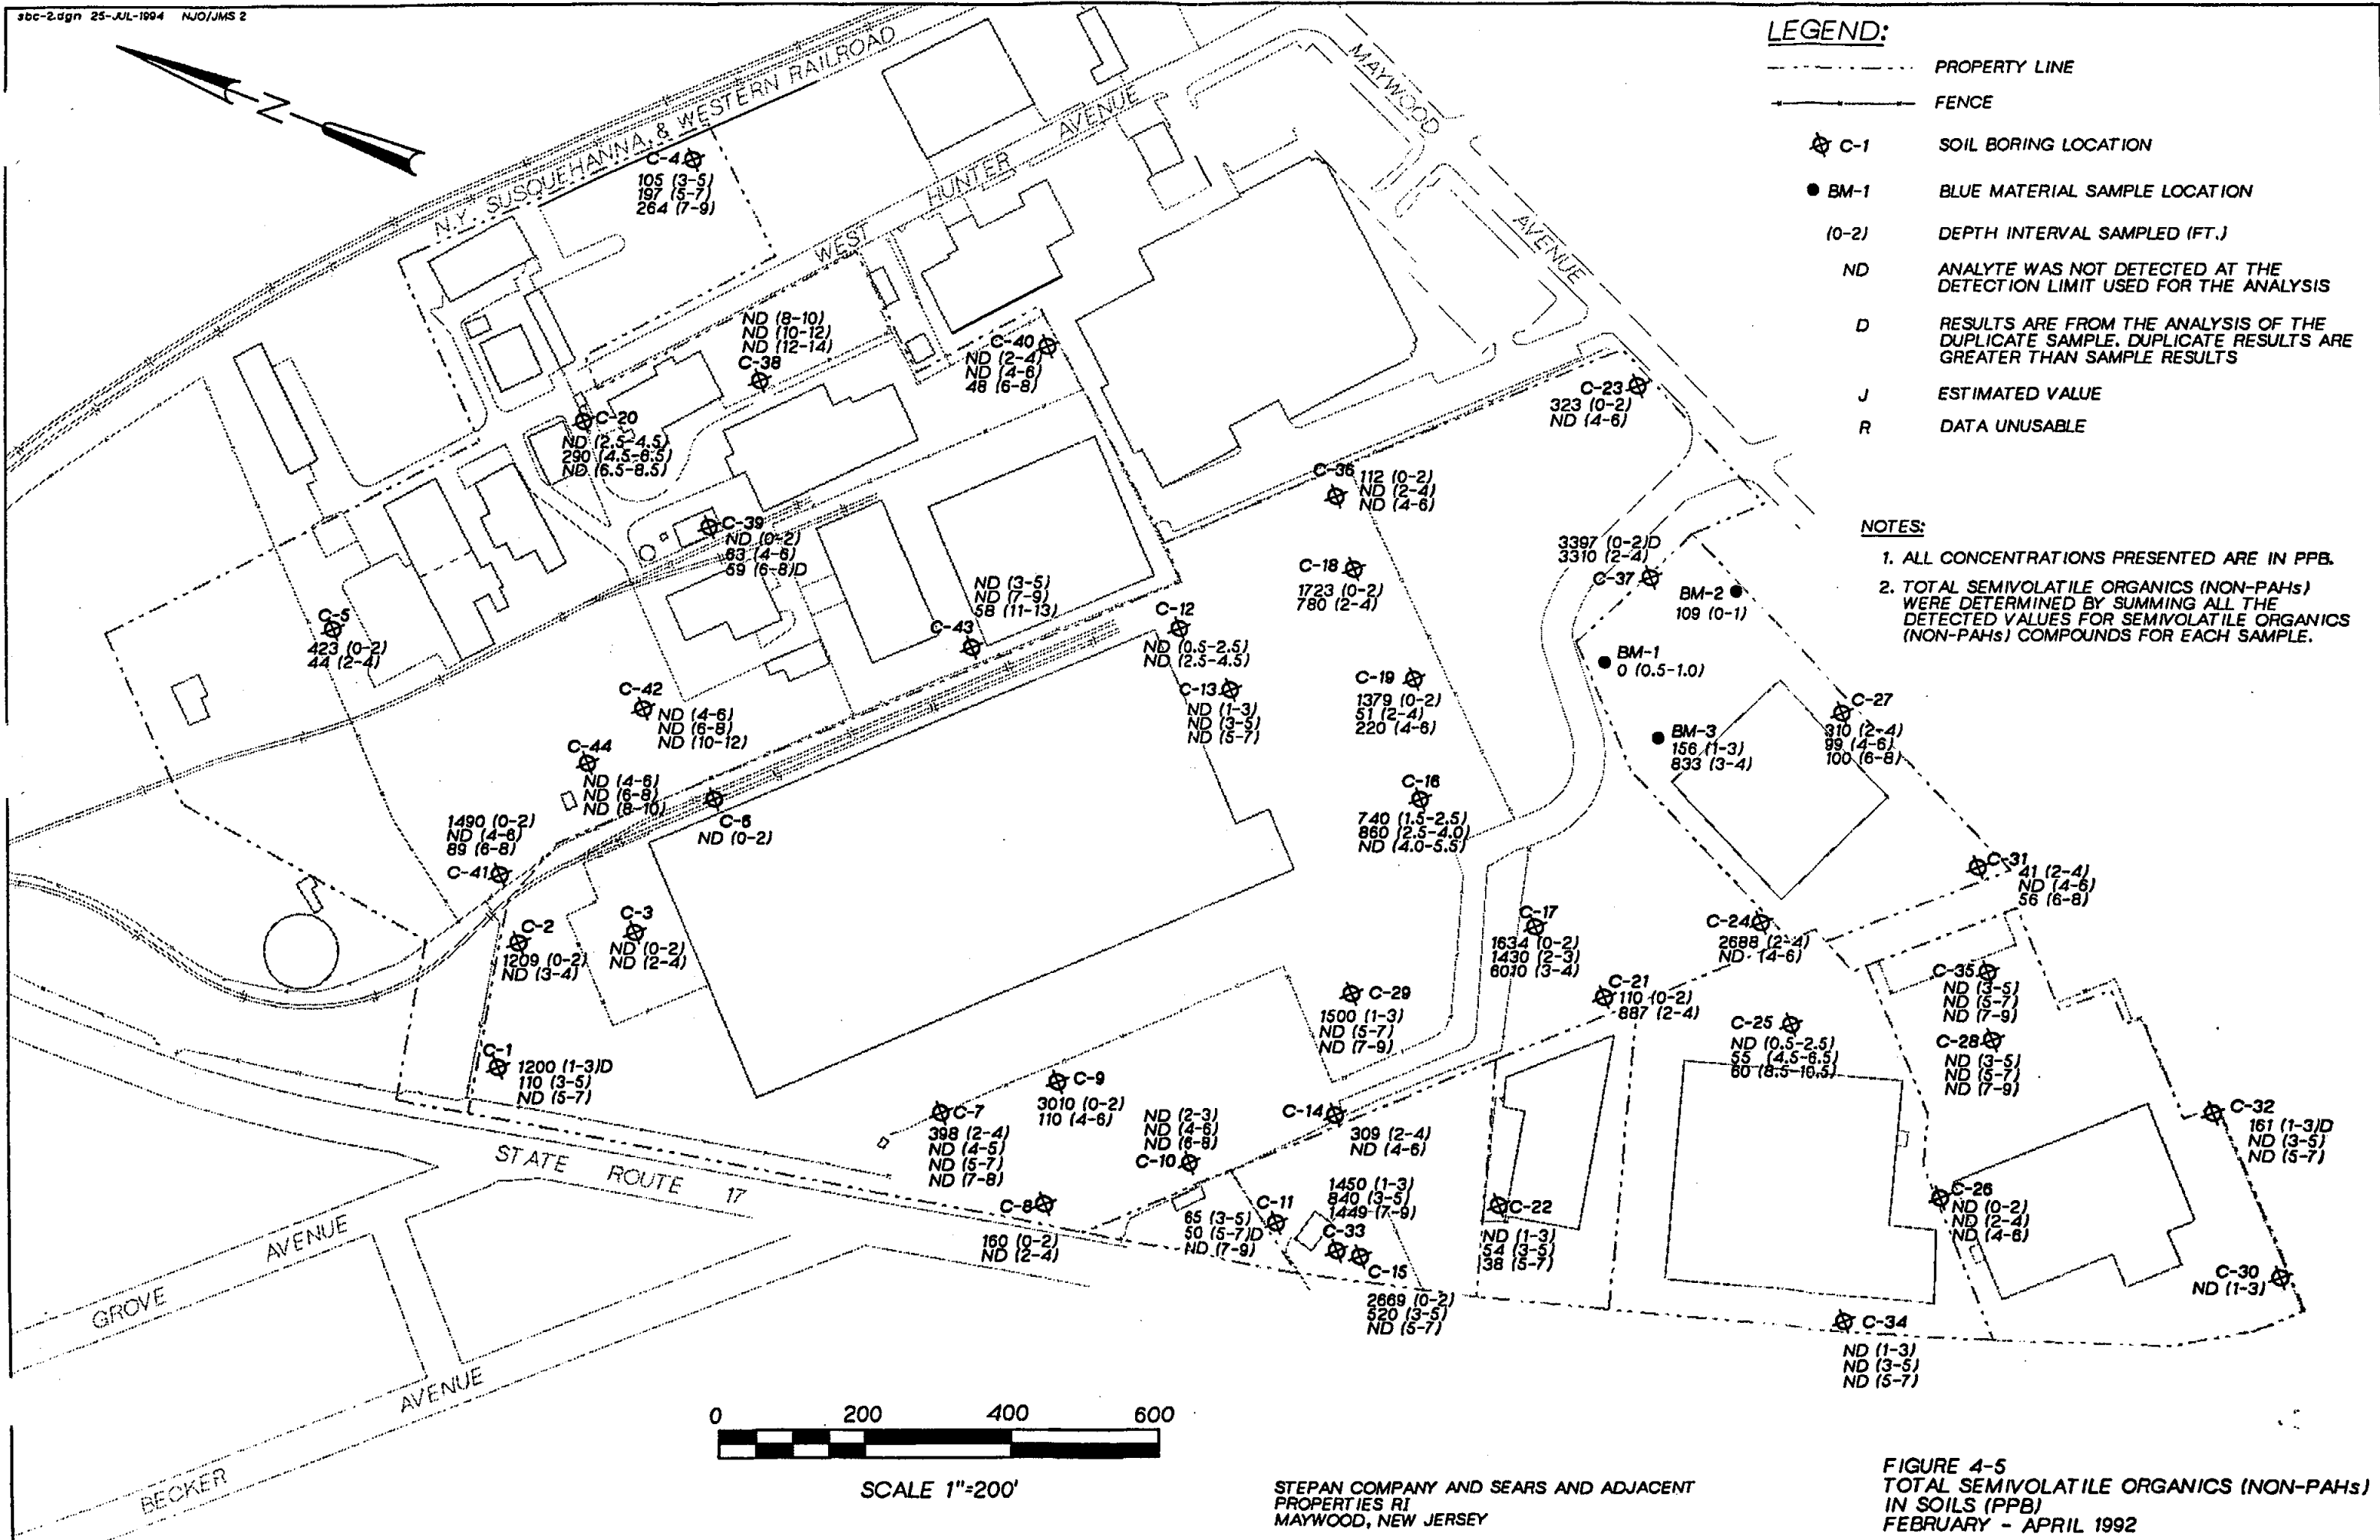 sbc-2.dgn 25-JUL-1994 NJO/JMS 2
N
N.Y. SUSQUEHANNA & WESTERN RAILROAD
WEST HUNTER AVENUE
MAYWOOD AVENUE
C-4
105 (3-5)
197 (5-7)
264 (7-9)
ND (8-10)
ND (10-12)
ND (12-14)
C-38
C-40
ND (2-4)
ND (4-6)
48 (6-8)
C-20
ND (2.5-4.5)
290 (4.5-6.5)
ND (6.5-8.5)
C-39
ND (0-2)
63 (4-6)
59 (6-8)D
C-23
323 (0-2)
ND (4-6)
C-36
112 (0-2)
ND (2-4)
ND (4-6)
C-18
1723 (0-2)
780 (2-4)
3397 (0-2)D
3310 (2-4)
C-37
BM-2
109 (0-1)
BM-1
0 (0.5-1.0)
C-5
423 (0-2)
44 (2-4)
ND (3-5)
ND (7-9)
58 (11-13)
C-43
C-12
ND (0.5-2.5)
ND (2.5-4.5)
C-13
ND (1-3)
ND (3-5)
ND (5-7)
C-19
1379 (0-2)
51 (2-4)
220 (4-6)
C-42
ND (4-6)
ND (6-8)
ND (10-12)
C-44
ND (4-6)
ND (6-8)
ND (8-10)
BM-3
156 (1-3)
833 (3-4)
C-27
310 (2-4)
99 (4-6)
100 (6-8)
C-6
ND (0-2)
C-16
740 (1.5-2.5)
860 (2.5-4.0)
ND (4.0-5.5)
1490 (0-2)
ND (4-6)
89 (6-8)
C-41
C-31
41 (2-4)
ND (4-6)
56 (6-8)
C-2
1209 (0-2)
ND (3-4)
C-3
ND (0-2)
ND (2-4)
C-17
1634 (0-2)
1430 (2-3)
6010 (3-4)
C-24
2688 (2-4)
ND (4-6)
C-29
1500 (1-3)
ND (5-7)
ND (7-9)
C-21
110 (0-2)
887 (2-4)
C-35
ND (3-5)
ND (5-7)
ND (7-9)
C-25
ND (0.5-2.5)
55 (4.5-6.5)
60 (8.5-10.5)
C-28
ND (3-5)
ND (5-7)
ND (7-9)
C-1
1200 (1-3)D
110 (3-5)
ND (5-7)
C-7
398 (2-4)
ND (4-5)
ND (5-7)
ND (7-8)
C-9
3010 (0-2)
110 (4-6)
ND (2-3)
ND (4-6)
ND (6-8)
C-10
C-14
309 (2-4)
ND (4-6)
C-32
161 (1-3)D
ND (3-5)
ND (5-7)
C-8
160 (0-2)
ND (2-4)
C-11
65 (3-5)
50 (5-7)D
ND (7-9)
1450 (1-3)
840 (3-5)
1449 (7-9)
C-33
C-15
2669 (0-2)
520 (3-5)
ND (5-7)
C-22
ND (1-3)
54 (3-5)
38 (5-7)
C-26
ND (0-2)
ND (2-4)
ND (4-6)
C-30
ND (1-3)
C-34
ND (1-3)
ND (3-5)
ND (5-7)
STATE ROUTE 17
GROVE AVENUE
BECKER AVENUE
LEGEND:
PROPERTY LINE
FENCE
C-1 SOIL BORING LOCATION
BM-1 BLUE MATERIAL SAMPLE LOCATION
(0-2) DEPTH INTERVAL SAMPLED (FT.)
ND ANALYTE WAS NOT DETECTED AT THE
DETECTION LIMIT USED FOR THE ANALYSIS
D RESULTS ARE FROM THE ANALYSIS OF THE
DUPLICATE SAMPLE. DUPLICATE RESULTS ARE
GREATER THAN SAMPLE RESULTS
J ESTIMATED VALUE
R DATA UNUSABLE
NOTES:
1. ALL CONCENTRATIONS PRESENTED ARE IN PPB.
2. TOTAL SEMIVOLATILE ORGANICS (NON-PAHs)
WERE DETERMINED BY SUMMING ALL THE
DETECTED VALUES FOR SEMIVOLATILE ORGANICS
(NON-PAHs) COMPOUNDS FOR EACH SAMPLE.
0 200 400 600
SCALE 1"=200'
STEPAN COMPANY AND SEARS AND ADJACENT
PROPERTIES RI
MAYWOOD, NEW JERSEY
FIGURE 4-5
TOTAL SEMIVOLATILE ORGANICS (NON-PAHs)
IN SOILS (PPB)
FEBRUARY - APRIL 1992